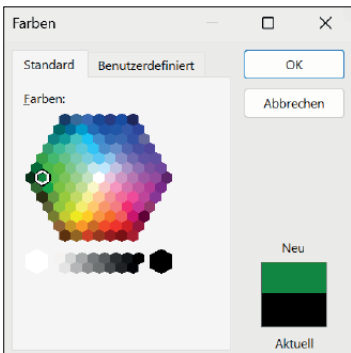 Farben
Standard
Benutzerdefiniert
OK
Farben:
Abbrechen
Neu
Aktuell